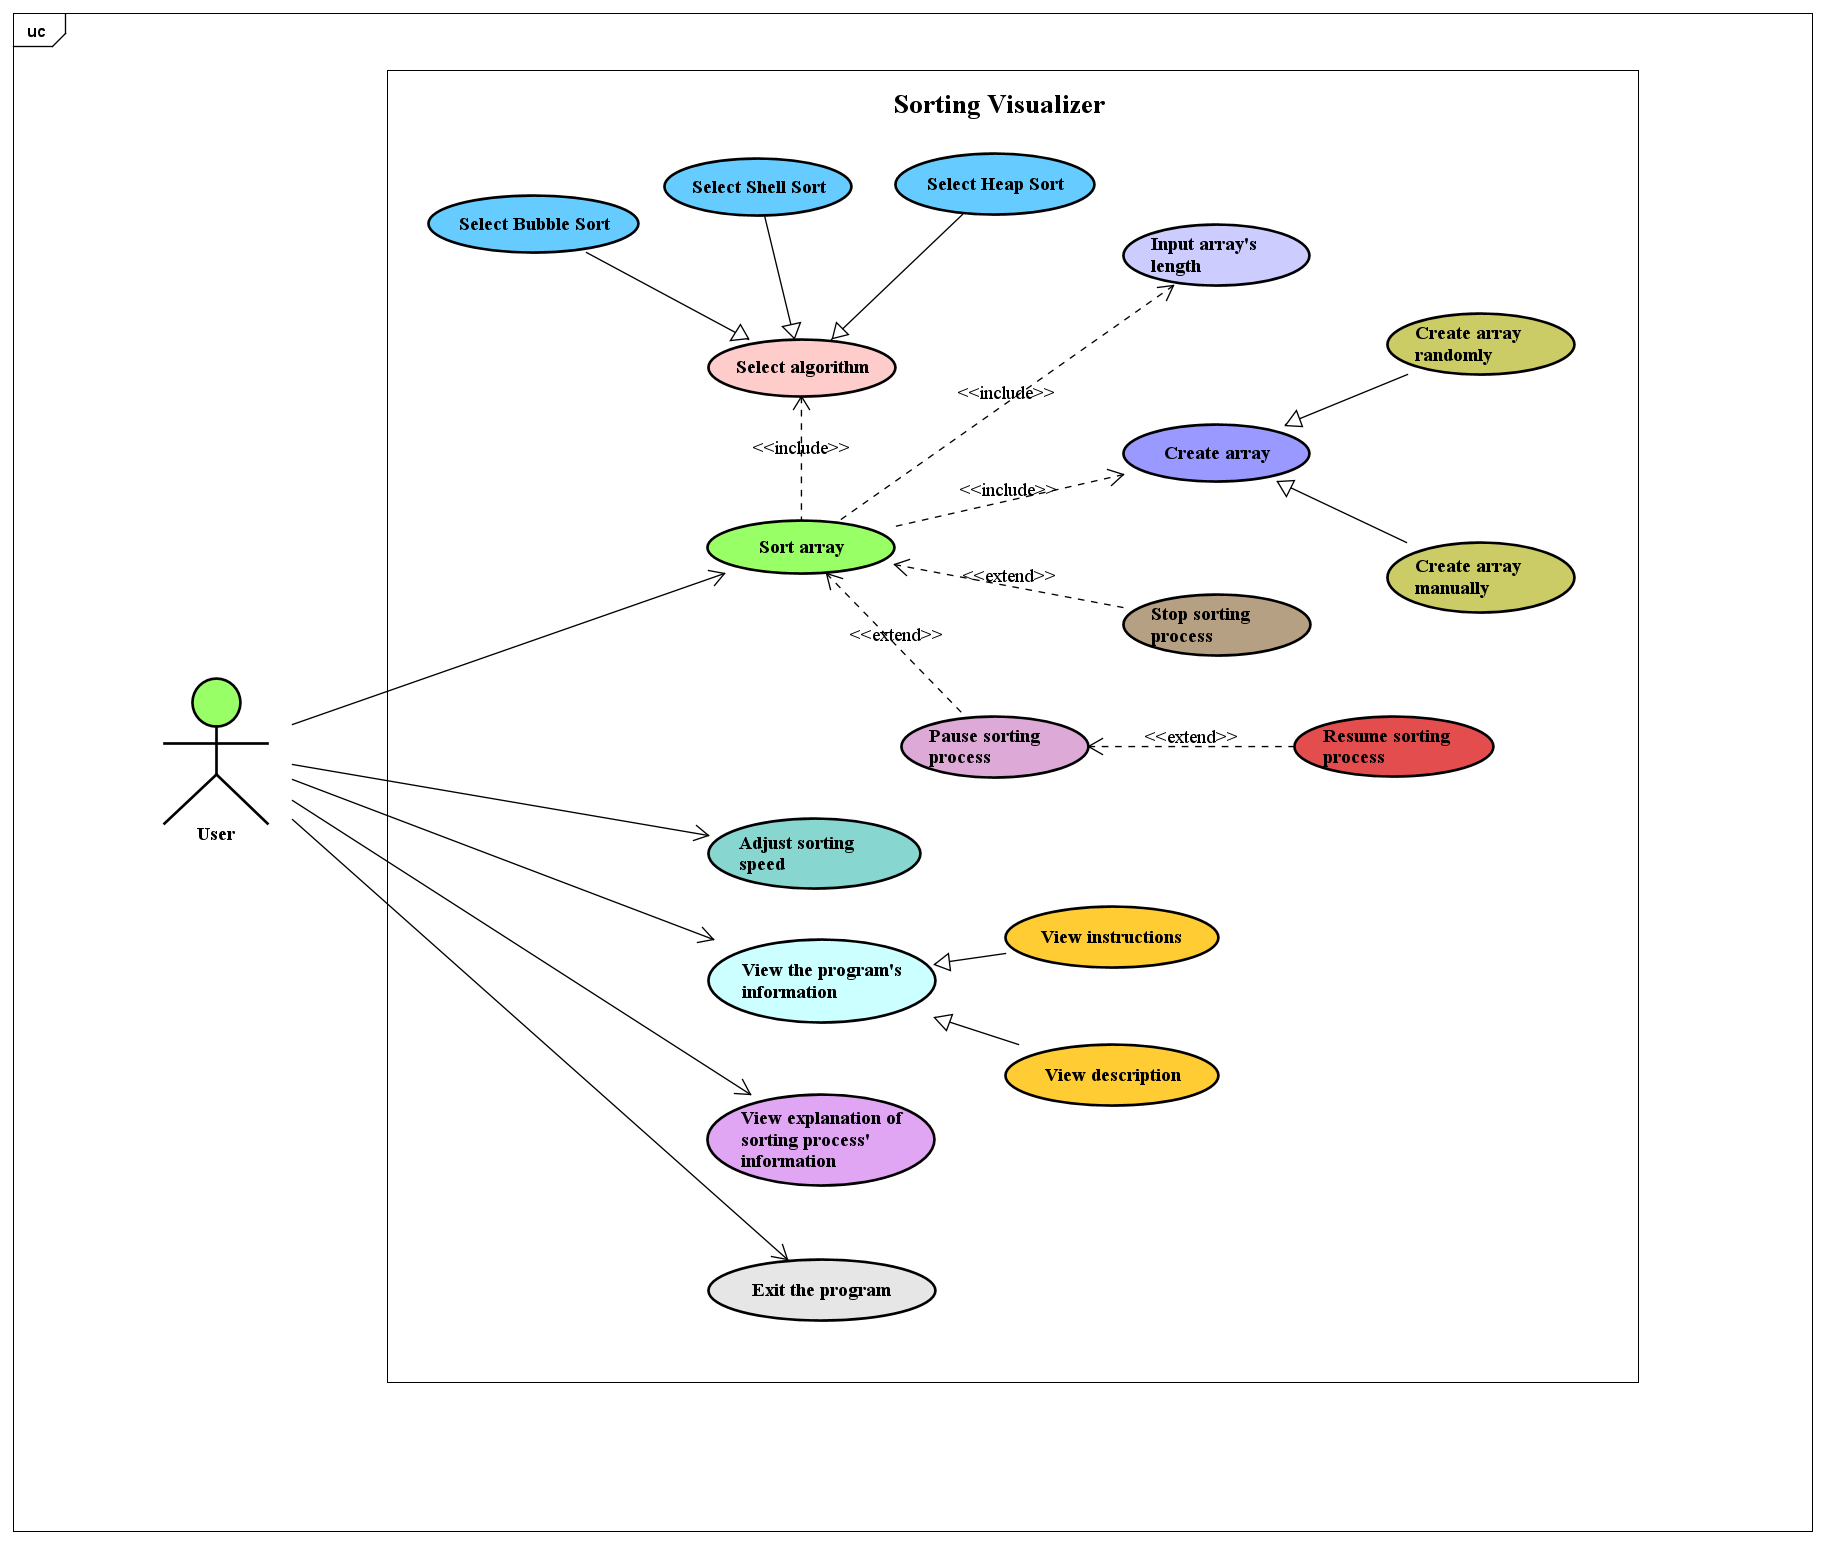 uc
Sorting Visualizer
Select Bubble Sort
Select Shell Sort
Select Heap Sort
Input array's
length
Create array
randomly
Select algorithm
<<include>>
<<include>>
Create array
<<include>>
Sort array
<<extend>>
Create array
manually
Stop sorting
process
<<extend>>
Pause sorting
process
<<extend>>
Resume sorting
process
User
Adjust sorting
speed
View instructions
View the program's
information
View description
View explanation of
sorting process'
information
Exit the program